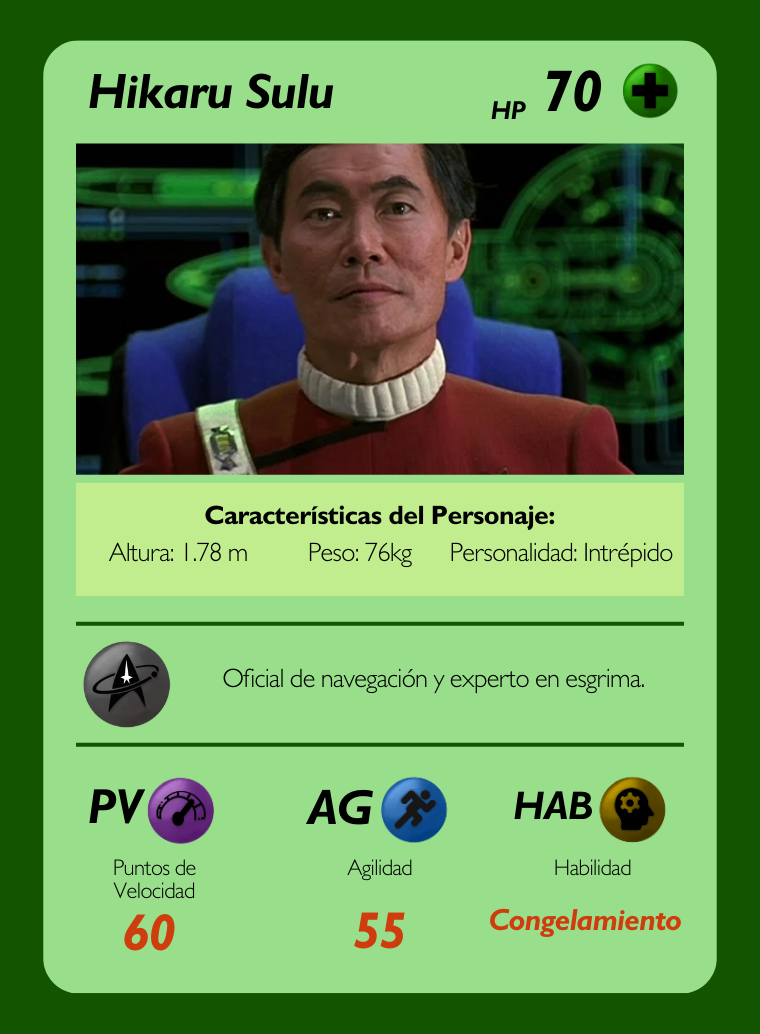 Hikaru Sulu HP 70
Características del Personaje:
Altura: 1.78 m Peso: 76kg Personalidad: Intrépido
Oficial de navegación y experto en esgrima.
PV AG HAB
Puntos de Velocidad
Agilidad
Habilidad
60 55 Congelamiento